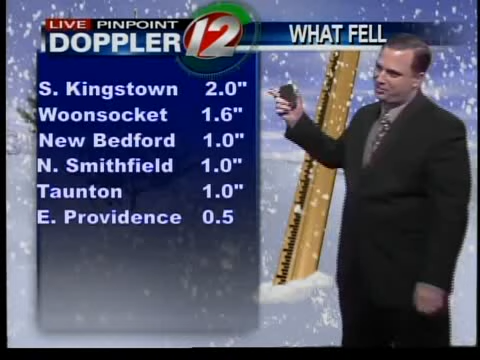 LIVE PINPOINT
DOPPLER 12
WHAT FELL
S. Kingstown 2.0"
Woonsocket 1.6"
New Bedford 1.0"
N. Smithfield 1.0"
Taunton 1.0"
E. Providence 0.5